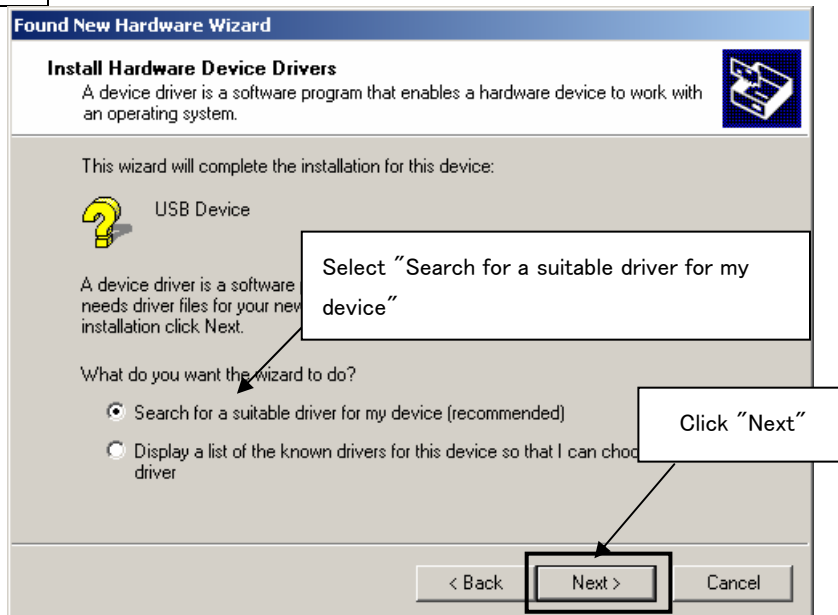 Found New Hardware Wizard
Install Hardware Device Drivers
A device driver is a software program that enables a hardware device to work with
an operating system.
This wizard will complete the installation for this device:
USB Device
Select "Search for a suitable driver for my
device"
A device driver is a software
needs driver files for your new
installation click Next.
What do you want the wizard to do?
Search for a suitable driver for my device (recommended)
Click "Next"
Display a list of the known drivers for this device so that I can
driver
< Back
Next >
Cancel